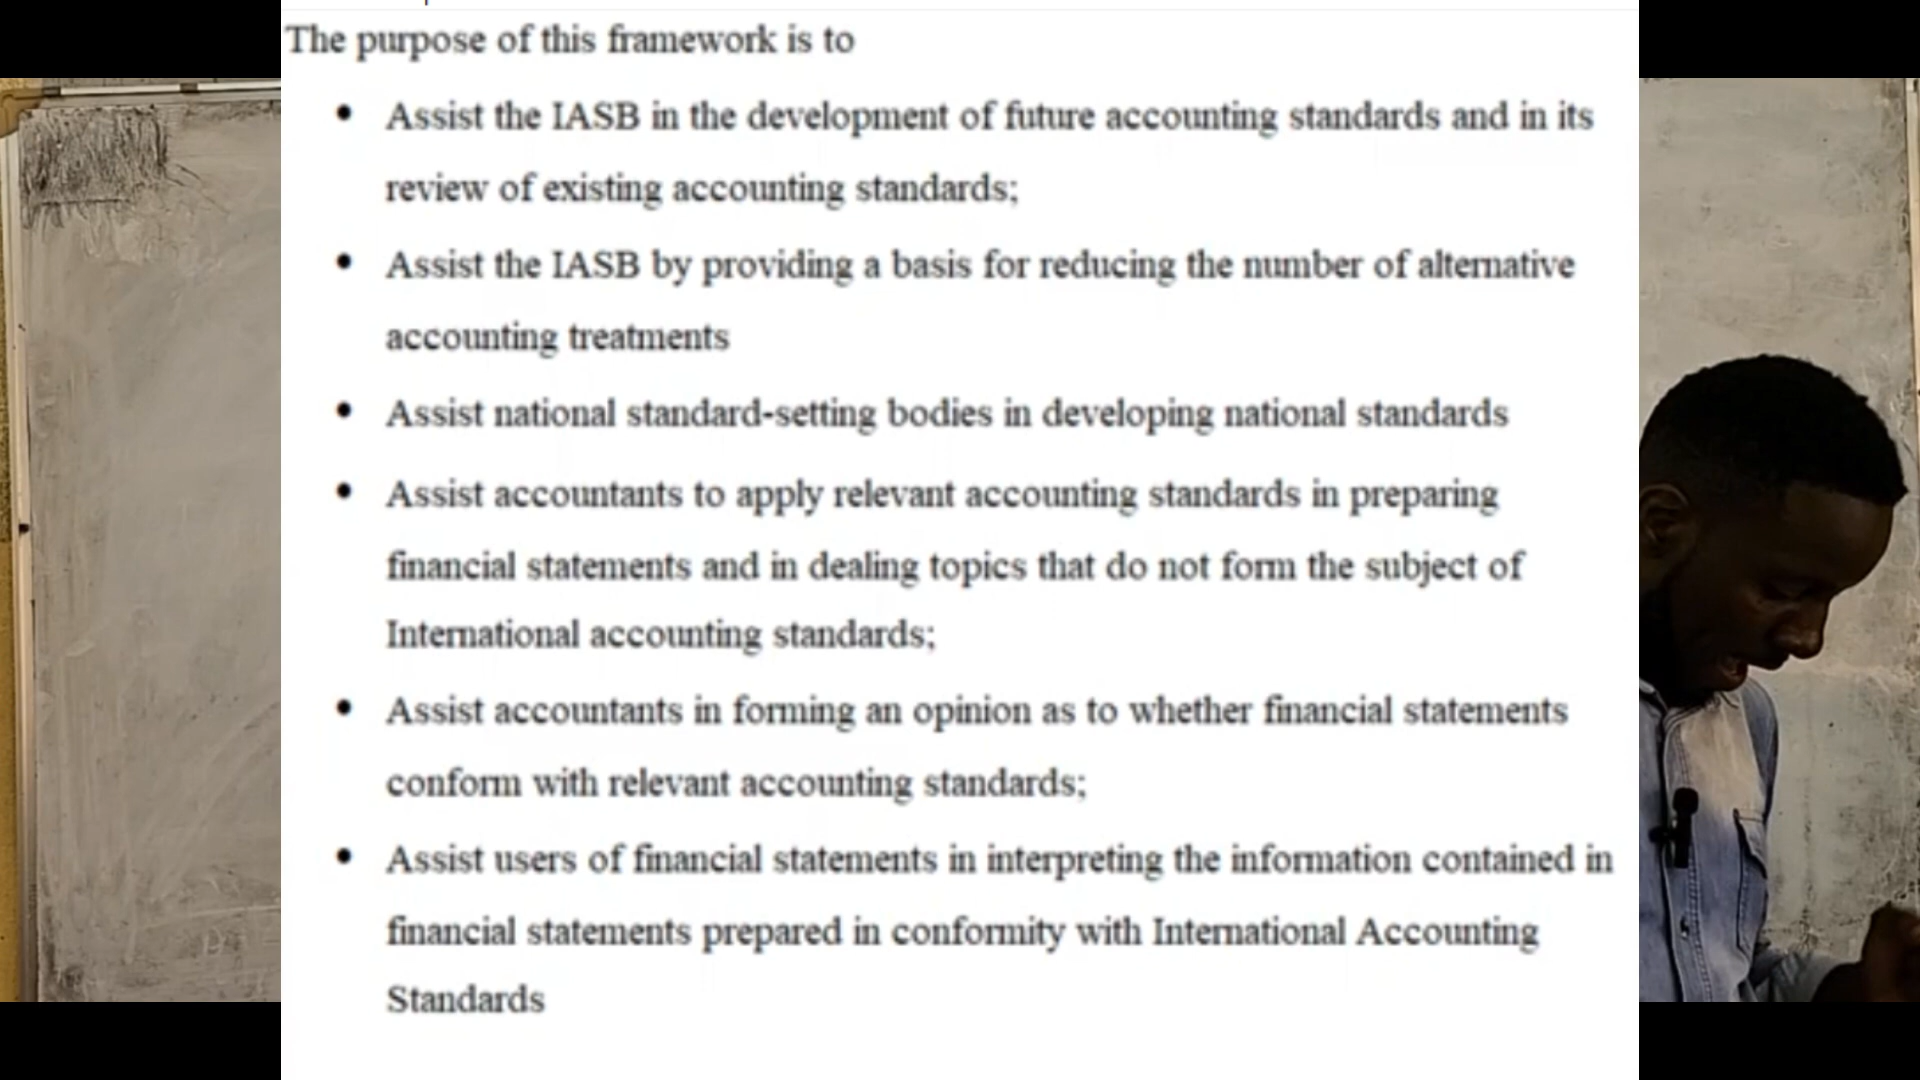 The purpose of this framework is to
• Assist the IASB in the development of future accounting standards and in its
review of existing accounting standards;
• Assist the IASB by providing a basis for reducing the number of alternative
accounting treatments
• Assist national standard-setting bodies in developing national standards
• Assist accountants to apply relevant accounting standards in preparing
financial statements and in dealing topics that do not form the subject of
International accounting standards;
• Assist accountants in forming an opinion as to whether financial statements
conform with relevant accounting standards;
• Assist users of financial statements in interpreting the information contained in
financial statements prepared in conformity with International Accounting
Standards